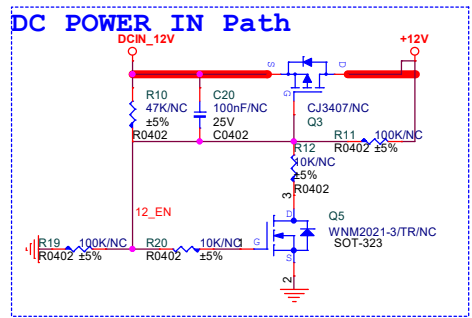 DC POWER IN Path
DCIN_12V
+12V
S
D
G
R10
47K/NC
±5%
R0402
C20
100nF/NC
25V
C0402
CJ3407/NC
Q3
R11
100K/NC
R0402 ±5%
R12
10K/NC
±5%
R0402
3
12_EN
D
Q5
WNM2021-3/TR/NC
SOT-323
R19
100K/NC
R0402 ±5%
R20
10K/NC
R0402 ±5%
1
G
S
2